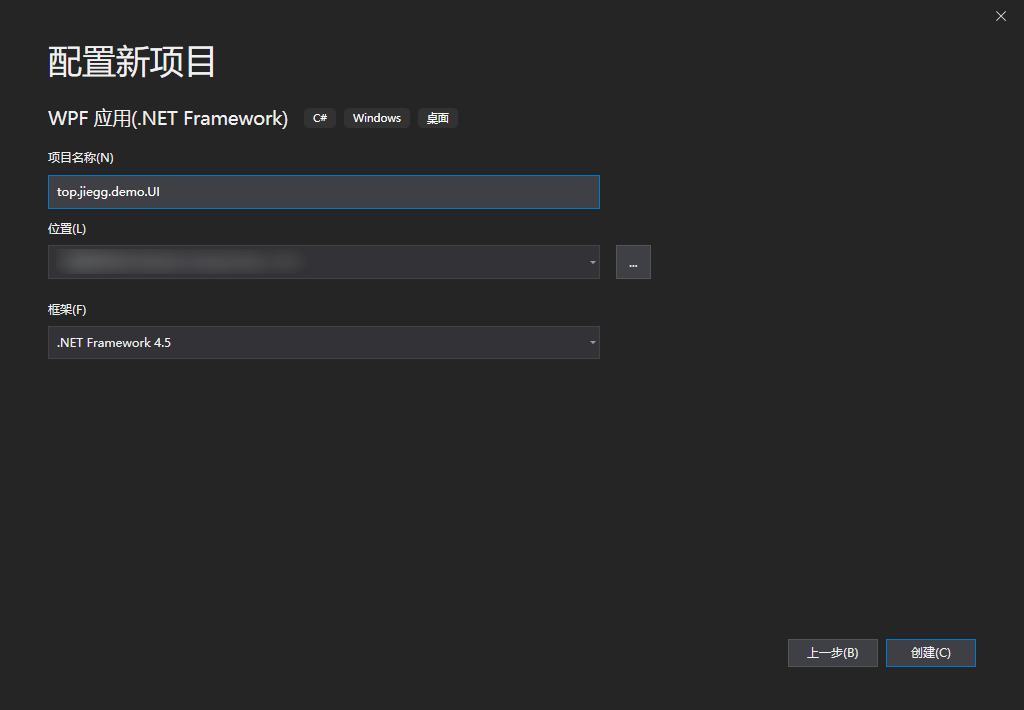 配置新项目
WPF 应用(.NET Framework) C# Windows 桌面
项目名称(N)
top.jiegg.demo.UI
位置(L)
...
框架(F)
.NET Framework 4.5
上一步(B) 创建(C)